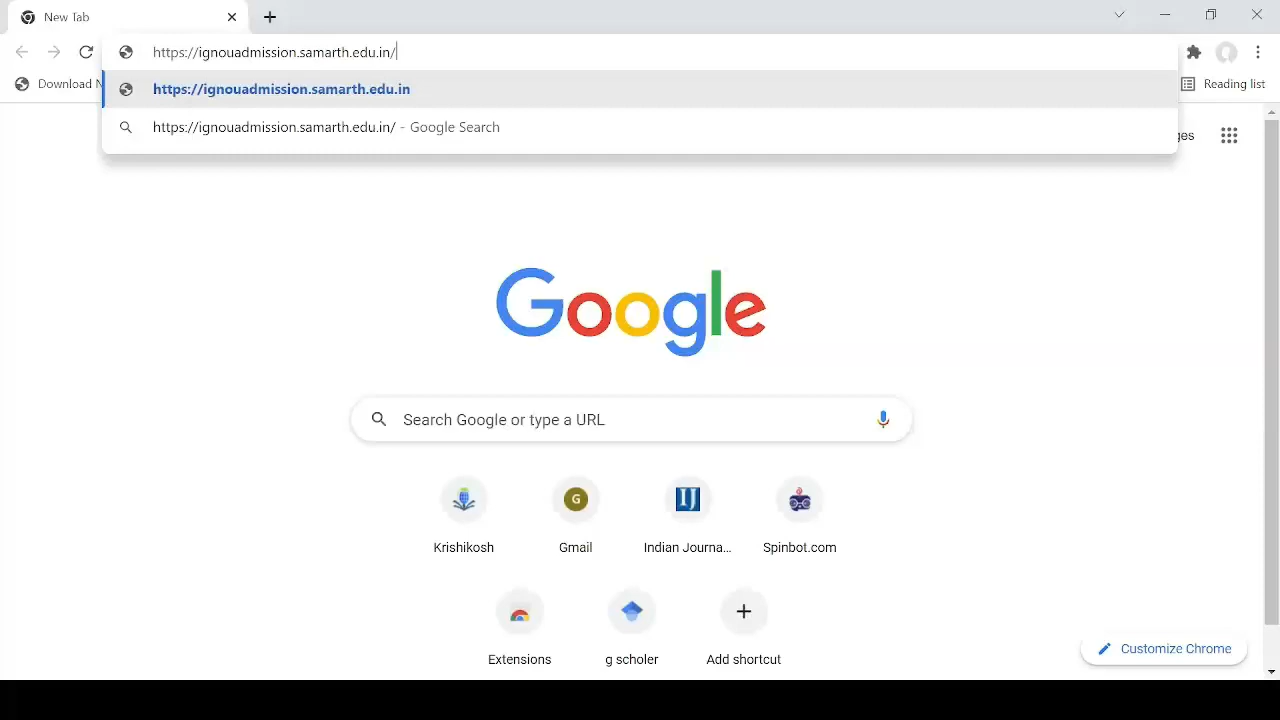 New Tab
https://ignouadmission.samarth.edu.in/
Download
Reading list
https://ignouadmission.samarth.edu.in
https://ignouadmission.samarth.edu.in/ - Google Search
Google
Search Google or type a URL
G
IJ
Krishikosh
Gmail
Indian Journa...
Spinbot.com
Extensions
g scholer
Add shortcut
Customize Chrome